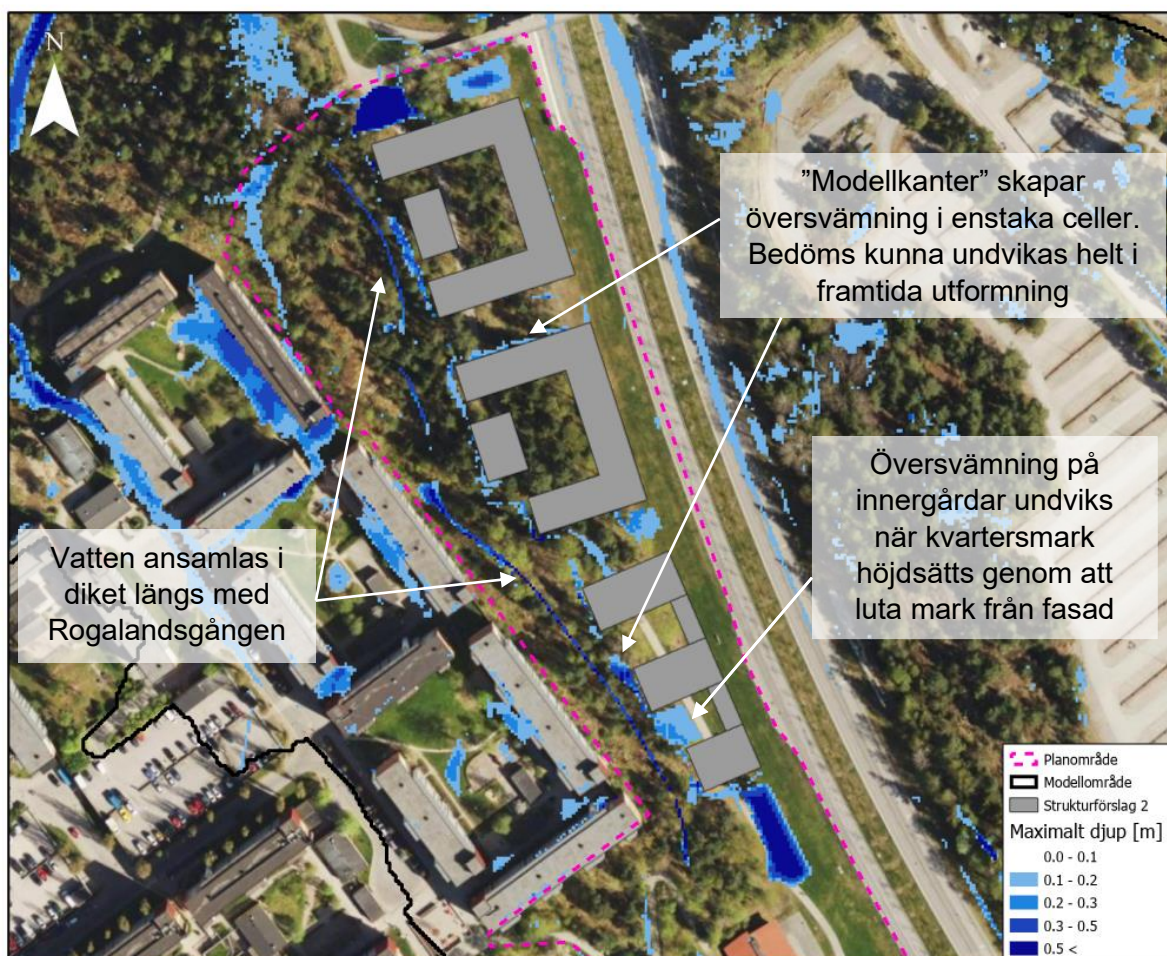 N
”Modellkanter” skapar
översvämning i enstaka celler.
Bedöms kunna undvikas helt i
framtida utformning
Översvämning på
innergårdar undviks
när kvartersmark
höjdsätts genom att
luta mark från fasad
Vatten ansamlas i
diket längs med
Rogalandsgången
Planområde
Modellområde
Strukturförslag 2
Maximalt djup [m]
0.0 - 0.1
0.1 - 0.2
0.2 - 0.3
0.3 - 0.5
0.5 <